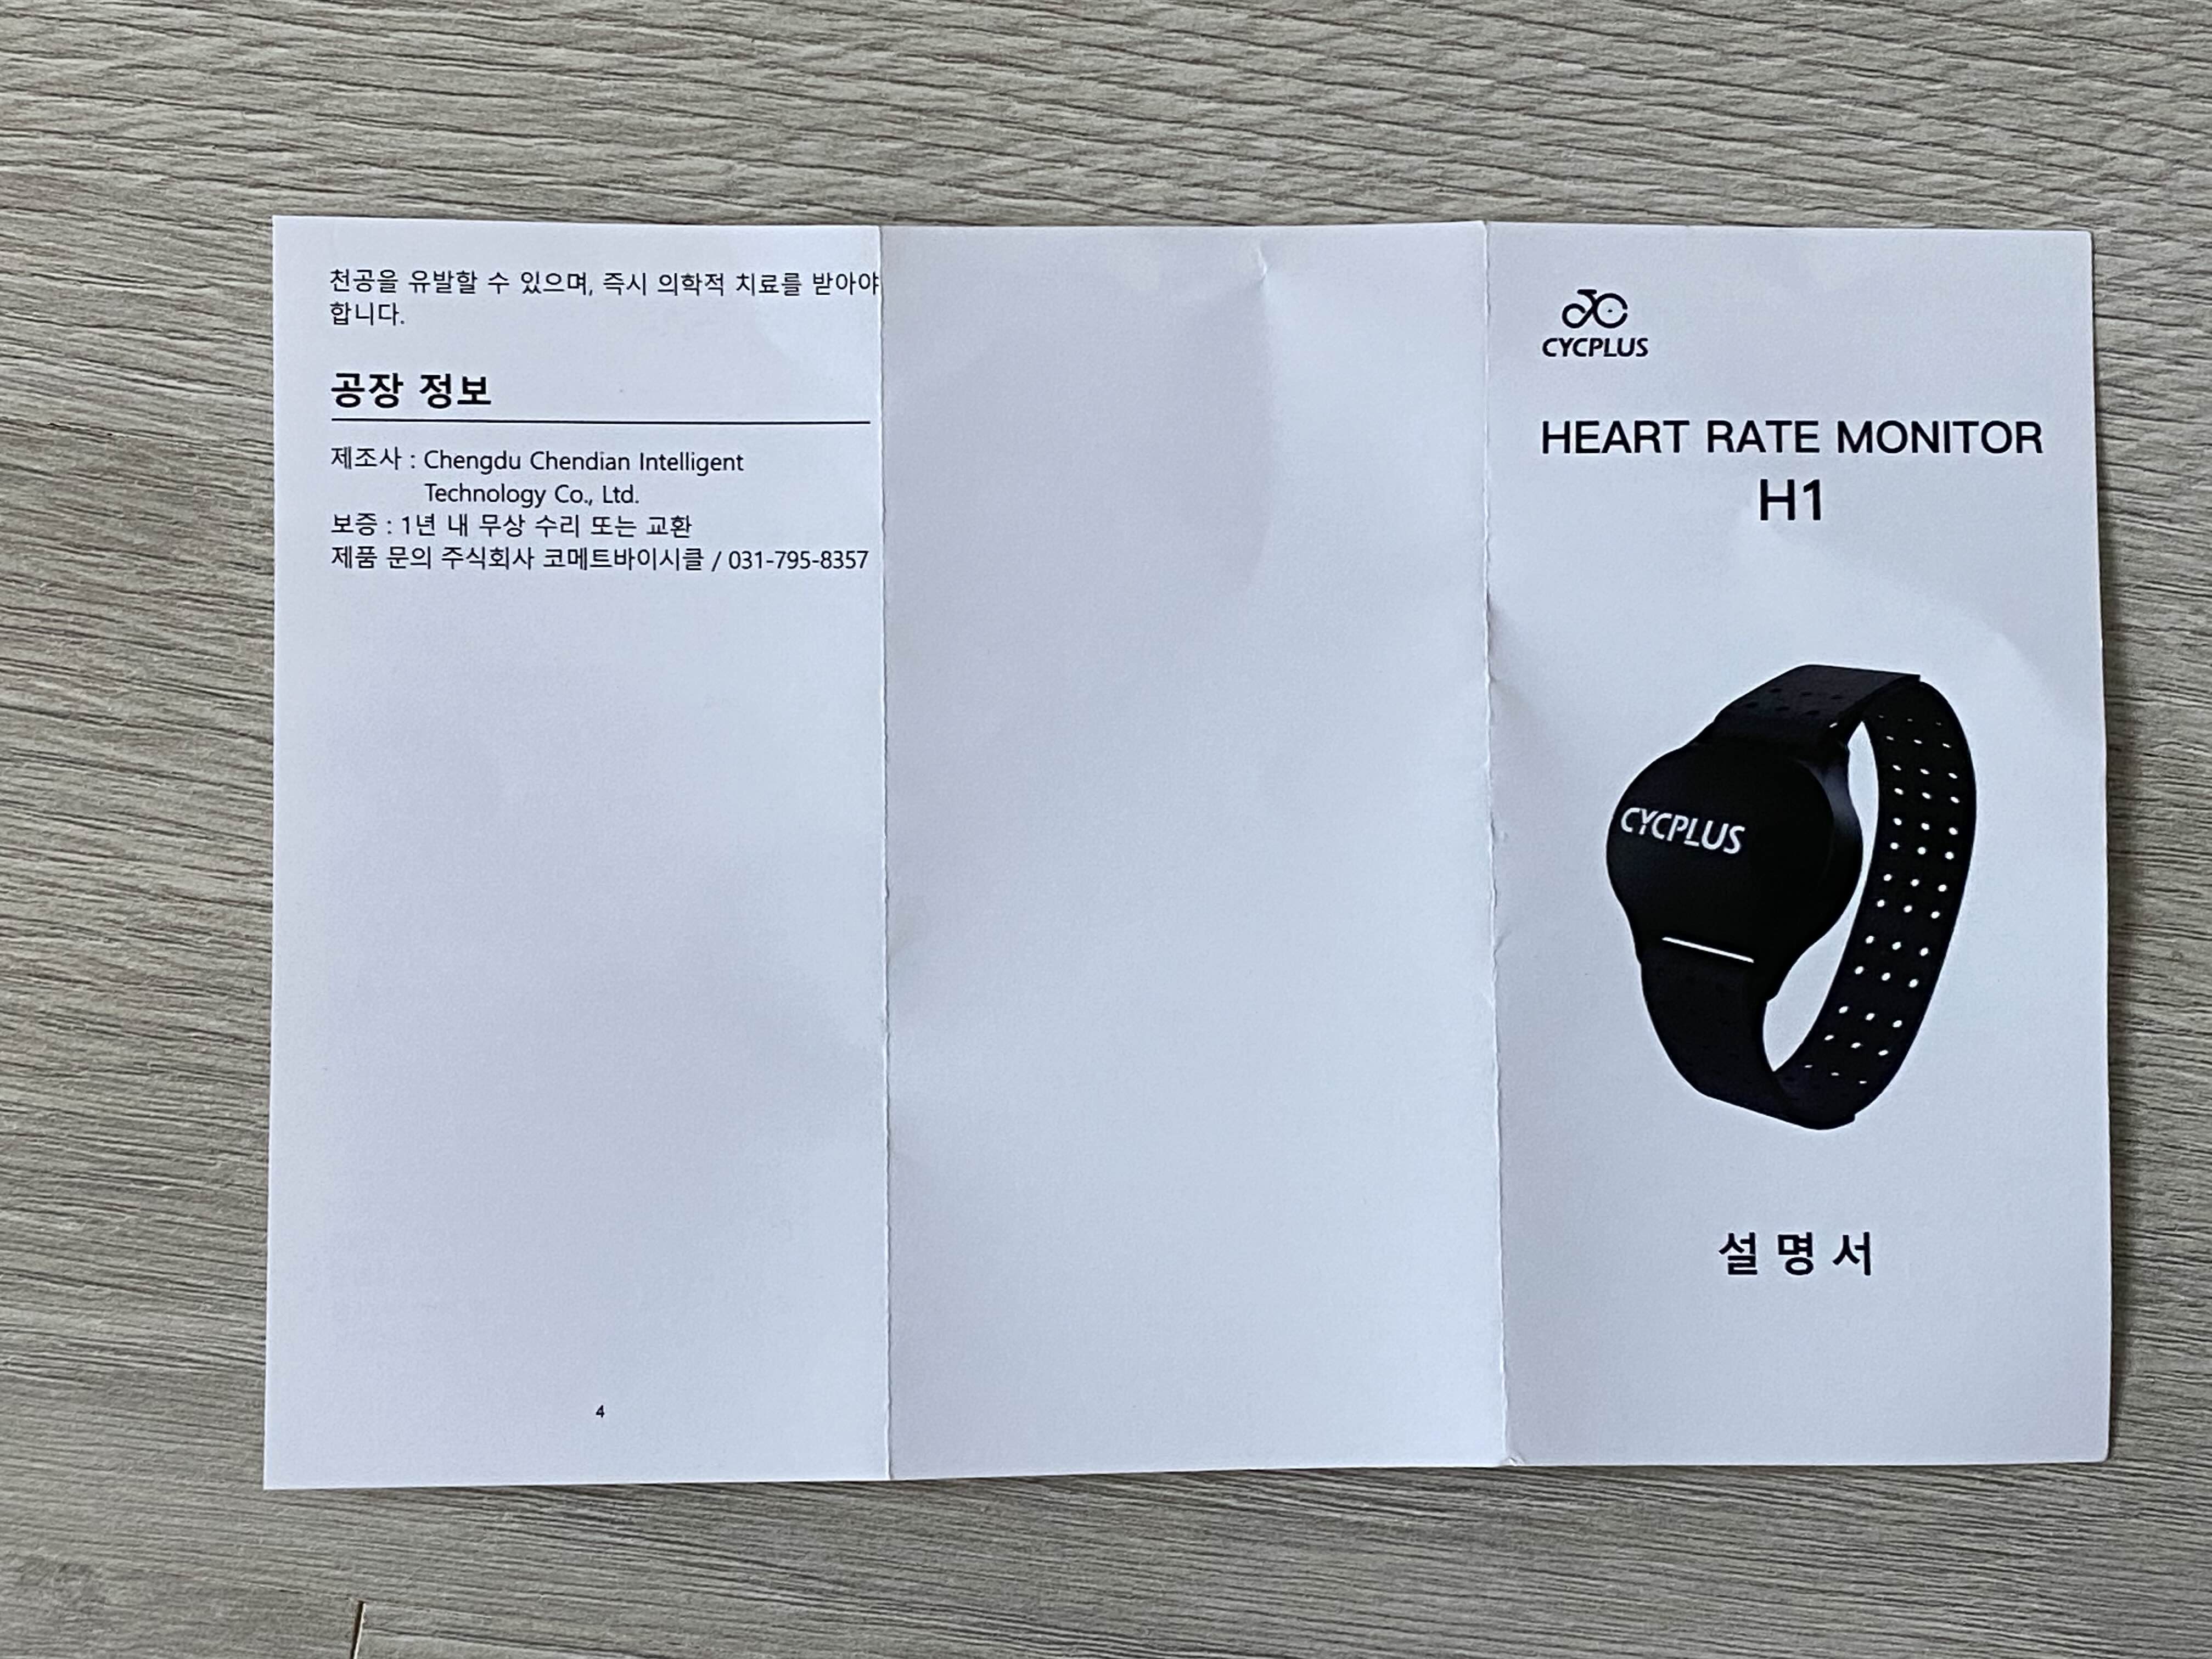 천공을 유발할 수 있으며, 즉시 의학적 치료를 받아야
합니다.
공장 정보
제조사 : Chengdu Chendian Intelligent
Technology Co., Ltd.
보증 : 1년 내 무상 수리 또는 교환
제품 문의 주식회사 코메트바이시클 / 031-795-8357
4
CYCPLUS
HEART RATE MONITOR
H1
CYCPLUS
설명서